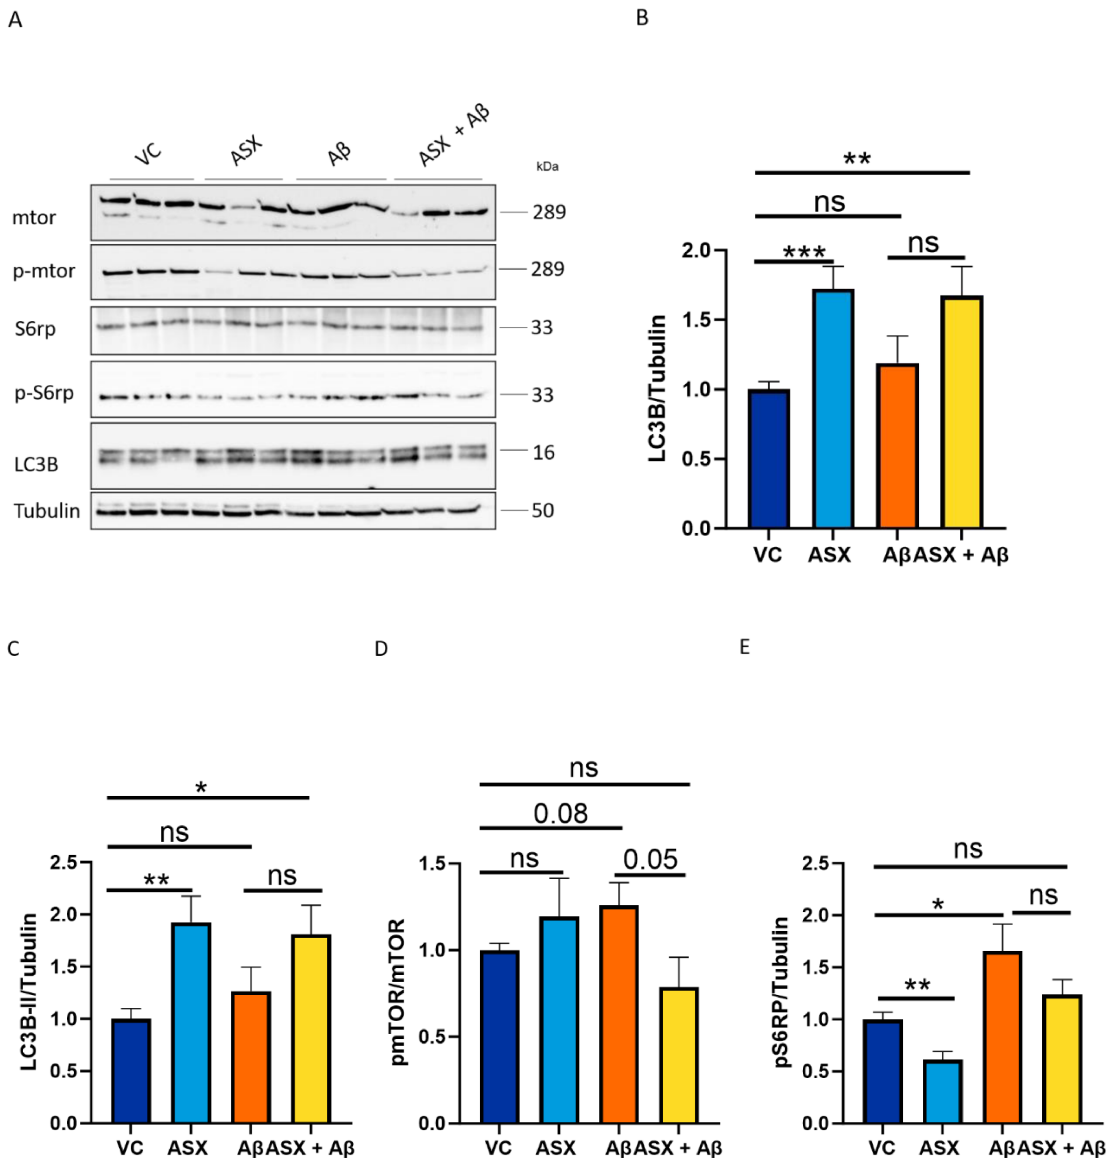 A
B
VC
ASX
Aβ
ASX + Aβ
kDa
mtor
289
p-mtor
289
S6rp
33
p-S6rp
33
LC3B
16
Tubulin
50
**
ns
***
ns
2.0
1.5
1.0
0.5
0.0
LC3B/Tubulin
VC ASX Aβ ASX + Aβ
C
D
E
*
ns
**
ns
2.5
2.0
1.5
1.0
0.5
0.0
LC3B-II/Tubulin
VC ASX Aβ ASX + Aβ
ns
0.08
ns
0.05
1.5
1.0
0.5
0.0
pmTOR/mTOR
VC ASX Aβ ASX + Aβ
ns
*
ns
**
2.5
2.0
1.5
1.0
0.5
0.0
pS6RP/Tubulin
VC ASX Aβ ASX + Aβ